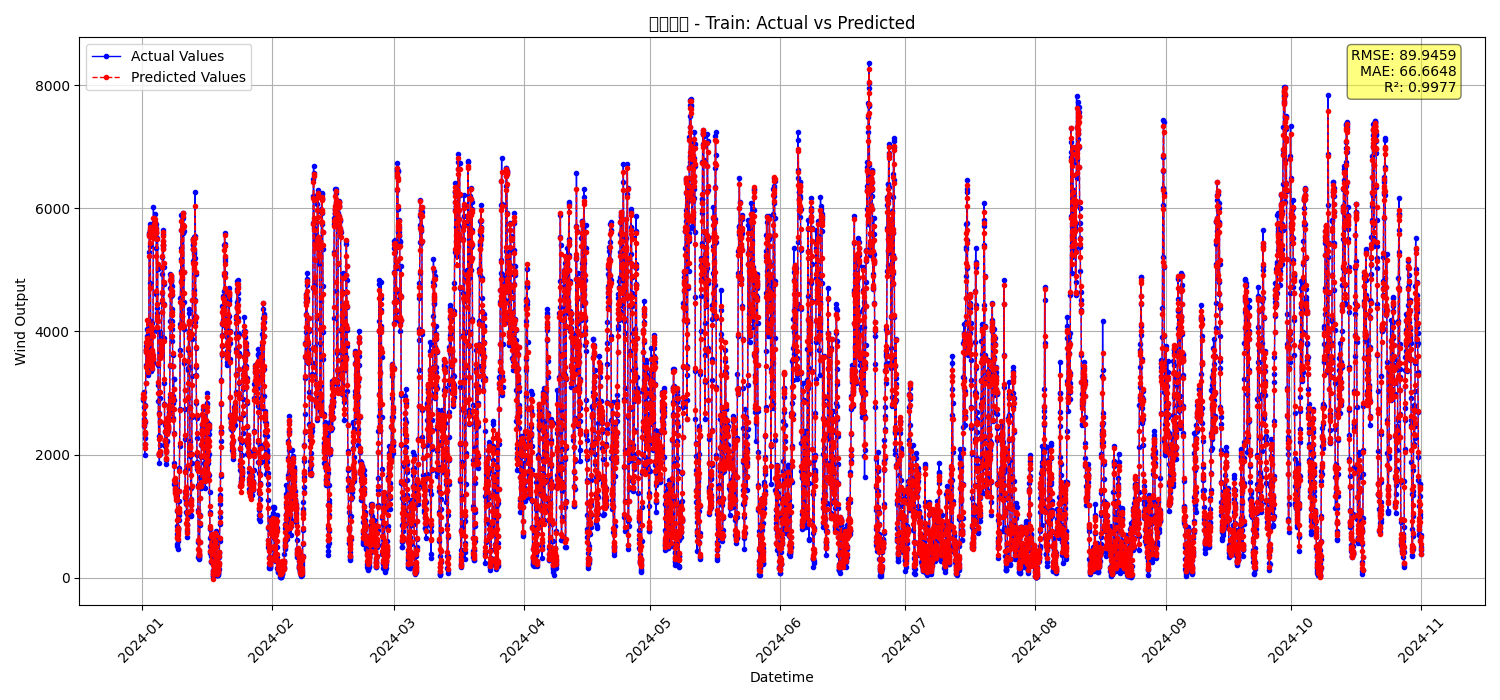 - Train: Actual vs Predicted
Actual Values
Predicted Values
RMSE: 89.9459
MAE: 66.6648
R²: 0.9977
Wind Output
8000
6000
4000
2000
0
2024-01
2024-02
2024-03
2024-04
2024-05
2024-06
2024-07
2024-08
2024-09
2024-10
2024-11
Datetime